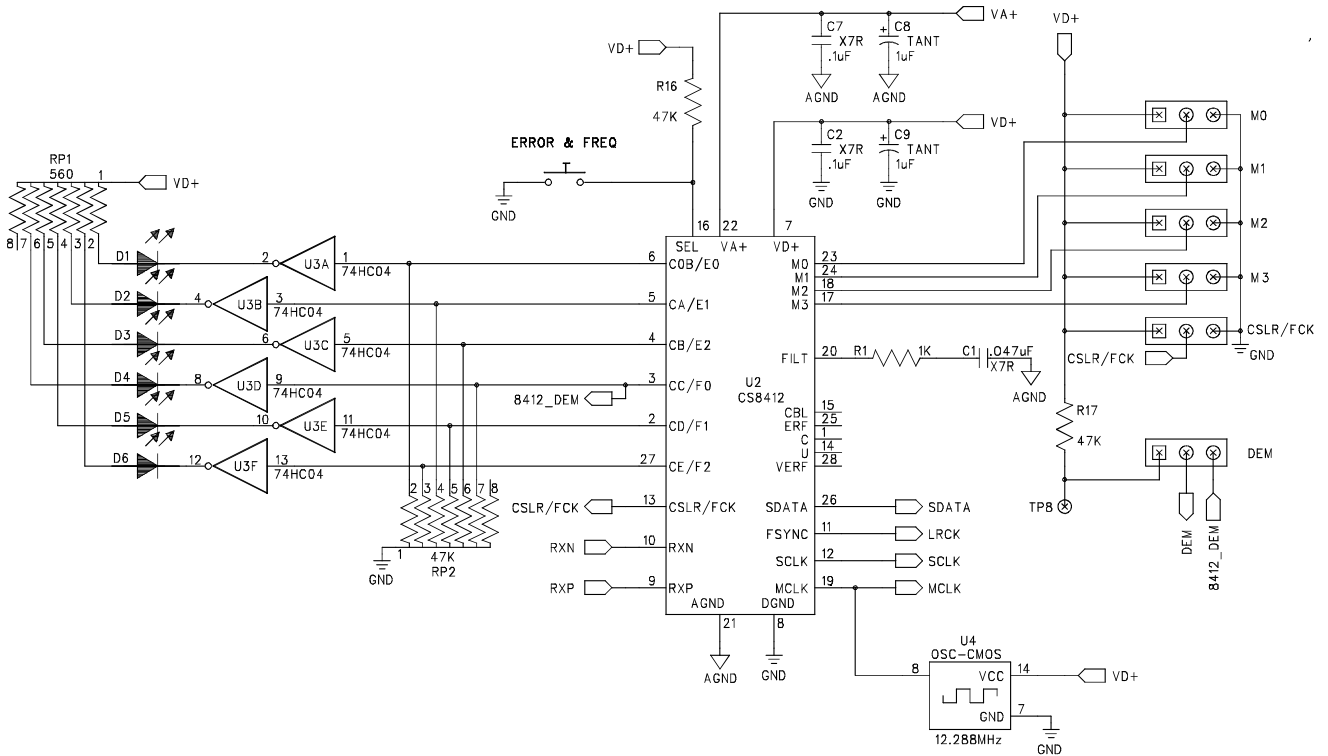 VA+
C7
X7R
.1uF
C8
TANT
1uF
AGND
AGND
VD+
VD+
R16
47K
VD+
C2
X7R
.1uF
C9
TANT
1uF
GND
GND
ERROR & FREQ
GND
M0
M1
M2
M3
CSLR/FCK
CSLR/FCK
GND
RP1
560
1
VD+
8 7 6 5 4 3 2
16 22 7
SEL VA+ VD+
D1 2 U3A 1
74HC04
6 C0B/E0
M0 23
M1 24
M2 18
M3 17
D2 4 U3B 3
74HC04
5 CA/E1
D3 6 U3C 5
74HC04
4 CB/E2
FILT 20 R1 1K C1 .047uF
X7R
AGND
D4 8 U3D 9
74HC04
3 CC/F0
8412_DEM
U2
CS8412
D5 10 U3E 11
74HC04
2 CD/F1
CBL 15
ERF 25
C 1
U 14
VERF 28
R17
47K
D6 12 U3F 13
74HC04
27 CE/F2
DEM
TP8
DEM
8412_DEM
2 3 4 5 6 7 8
1
47K
RP2
GND
CSLR/FCK 13 CSLR/FCK
RXN 10 RXN
RXP 9 RXP
SDATA 26 SDATA
FSYNC 11 LRCK
SCLK 12 SCLK
MCLK 19 MCLK
AGND DGND
21 8
AGND
GND
U4
OSC-CMOS
8 VCC 14 VD+
GND 7
12.288MHz
GND